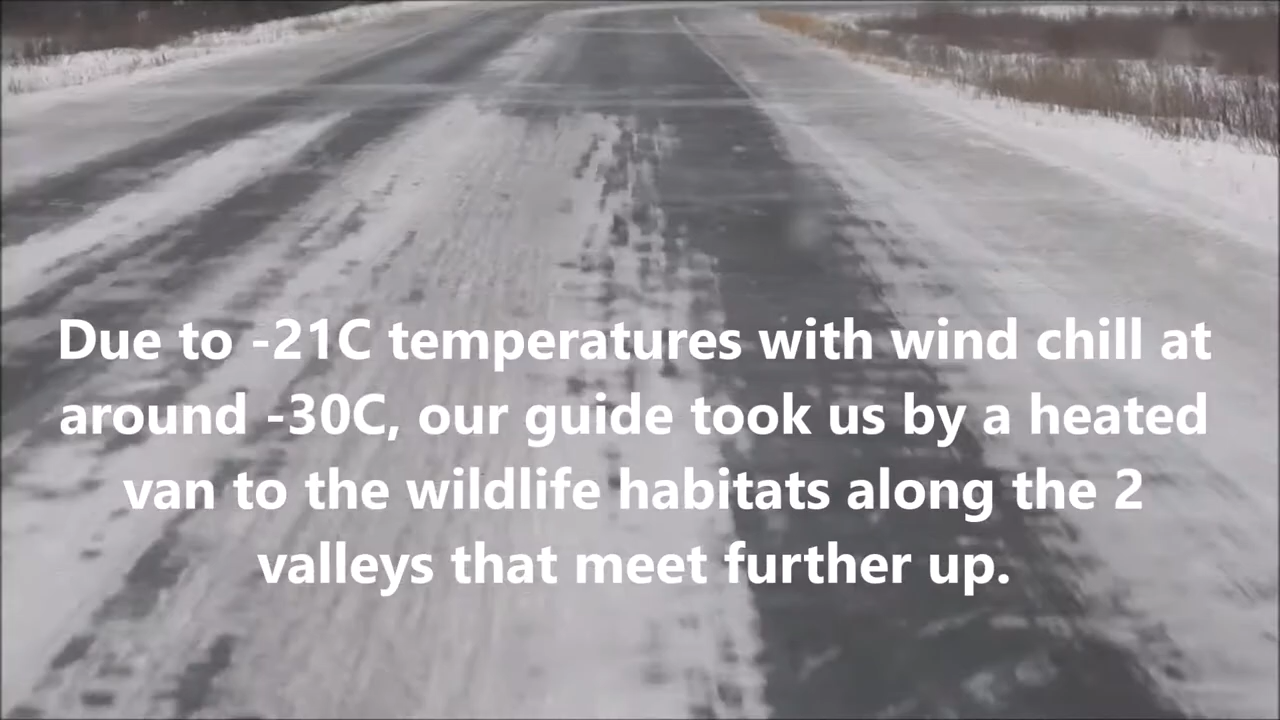 Due to -21C temperatures with wind chill at
around -30C, our guide took us by a heated
van to the wildlife habitats along the 2
valleys that meet further up.